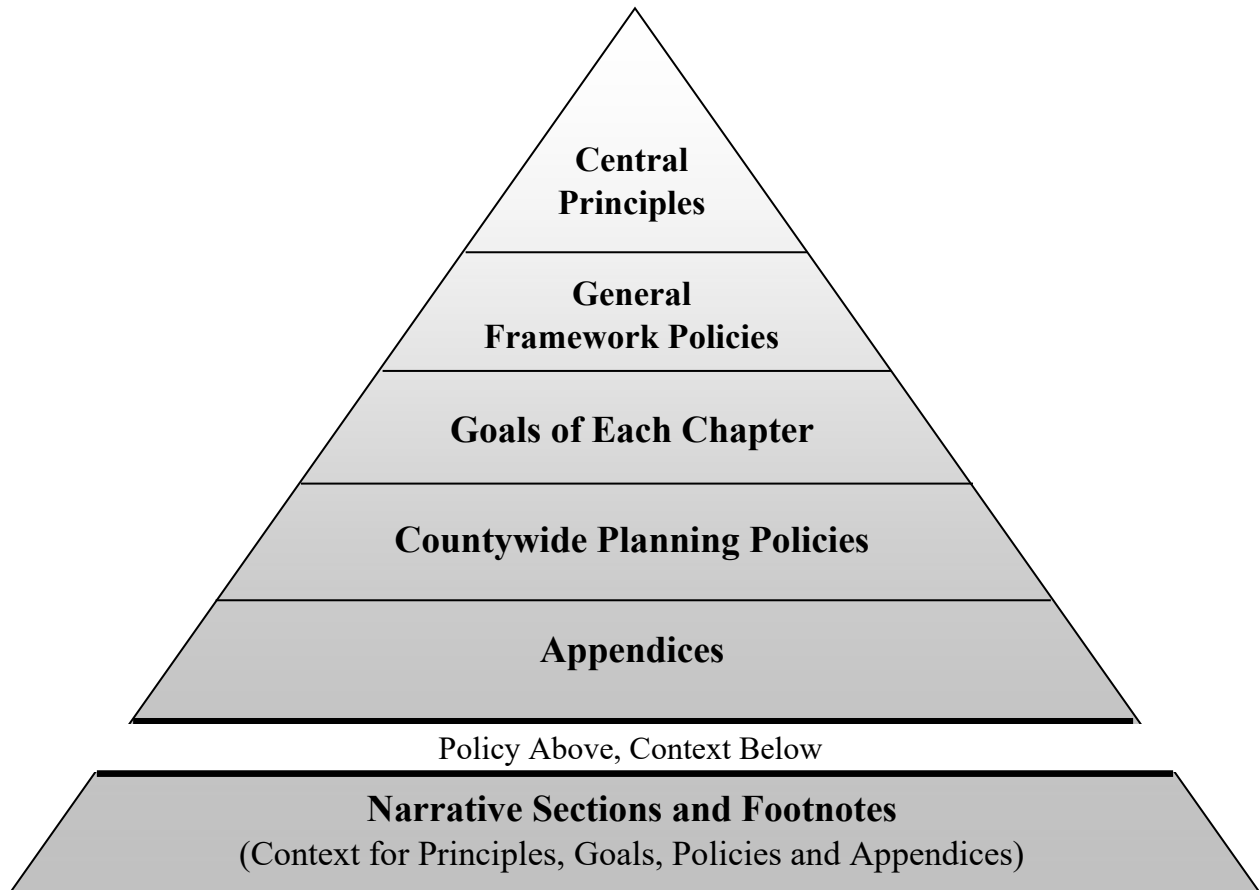 Central
Principles
General
Framework Policies
Goals of Each Chapter
Countywide Planning Policies
Appendices
Policy Above, Context Below
Narrative Sections and Footnotes
(Context for Principles, Goals, Policies and Appendices)